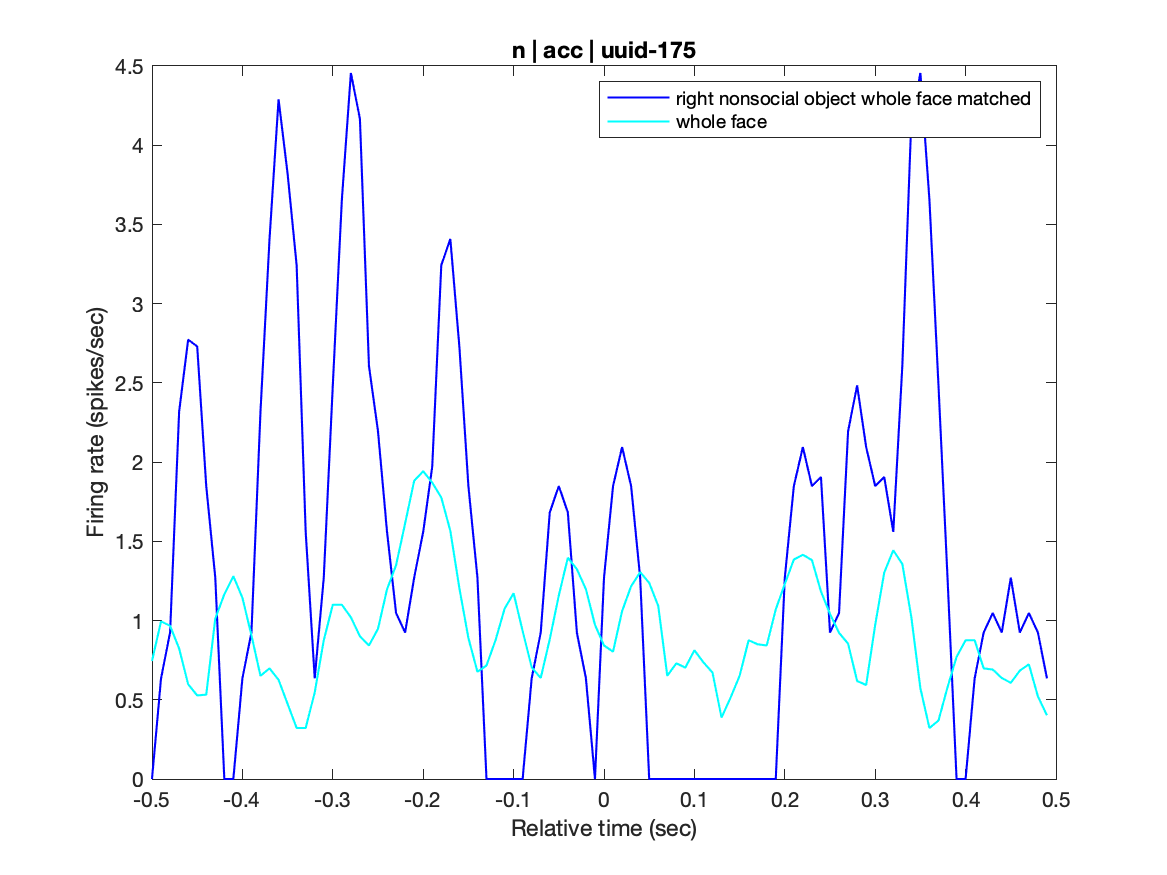 n | acc | uuid-175
right nonsocial object whole face matched
whole face
Firing rate (spikes/sec)
4.5
4
3.5
3
2.5
2
1.5
1
0.5
0
-0.5 -0.4 -0.3 -0.2 -0.1 0 0.1 0.2 0.3 0.4 0.5
Relative time (sec)